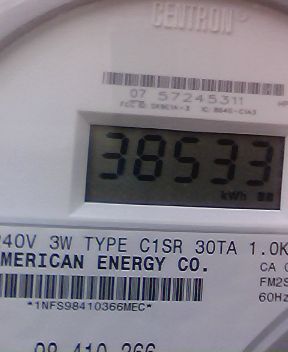 CENTRON®
07 57245311
38533
kWh
240V 3W TYPE C1SR 30TA 1.0K
AMERICAN ENERGY CO.
CA
FM2S
60Hz
*1NFS98410366MEC*
98 410 366